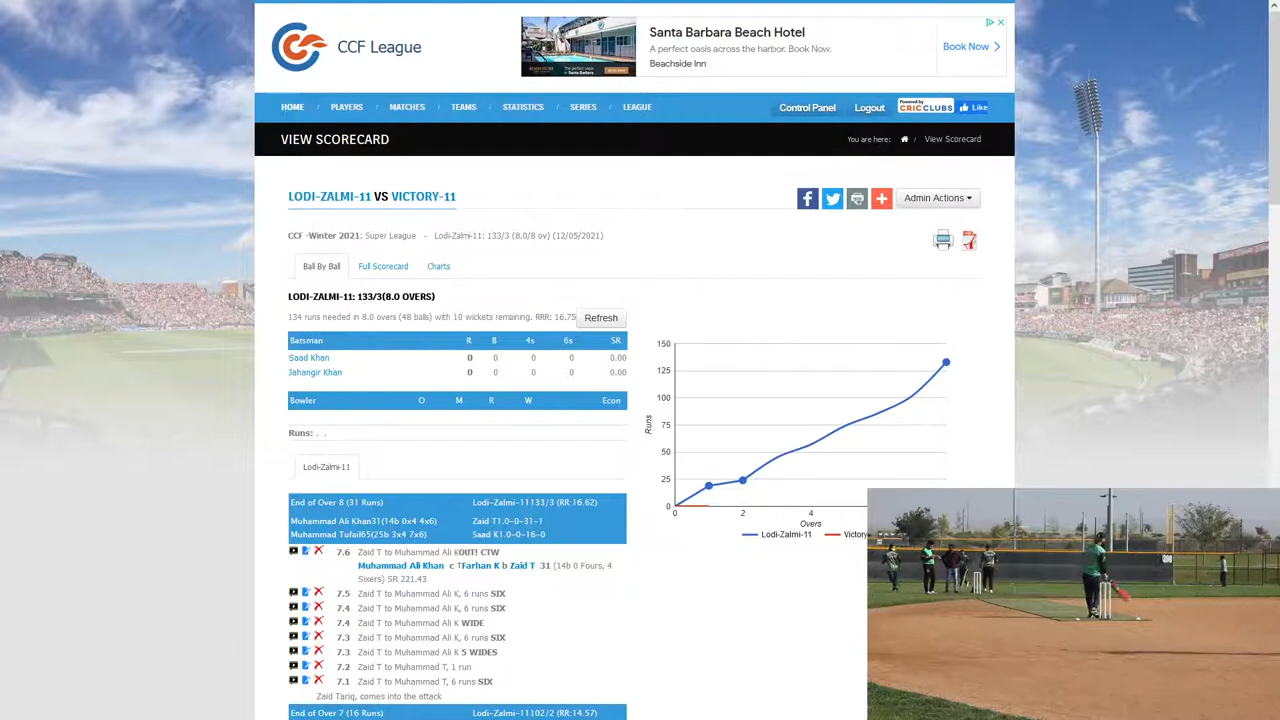 CCF League
Santa Barbara Beach Hotel
A perfect oasis across the harbor. Book Now.
Beachside Inn
Book Now
HOME / PLAYERS / MATCHES / TEAMS / STATISTICS / SERIES / LEAGUE
Control Panel Logout Powered by CRICCLUBS Like
VIEW SCORECARD
You are here: / View Scorecard
LODI-ZALMI-11 VS VICTORY-11
Admin Actions
CCF -Winter 2021: Super League - Lodi-Zalmi-11: 133/3 (8.0/8 ov) (12/05/2021)
Ball By Ball Full Scorecard Charts
LODI-ZALMI-11: 133/3(8.0 OVERS)
134 runs needed in 8.0 overs (48 balls) with 10 wickets remaining. RRR: 16.75
Refresh
Batsman R B 4s 6s SR
Saad Khan 0 0 0 0 0.00
Jahangir Khan 0 0 0 0 0.00
Bowler O M R W Econ
Runs: . .
Lodi-Zalmi-11
End of Over 8 (31 Runs) Lodi-Zalmi-11133/3 (RR:16.62)
Muhammad Ali Khan31(14b 0x4 4x6) Zaid T1.0-0-31-1
Muhammad Tufail65(25b 3x4 7x6) Saad K1.0-0-16-0
7.6 Zaid T to Muhammad Ali KOUT! CTW
Muhammad Ali Khan c †Farhan K b Zaid T 31 (14b 0 Fours, 4
Sixers) SR 221.43
7.5 Zaid T to Muhammad Ali K, 6 runs SIX
7.4 Zaid T to Muhammad Ali K, 6 runs SIX
7.4 Zaid T to Muhammad Ali K WIDE
7.3 Zaid T to Muhammad Ali K, 6 runs SIX
7.3 Zaid T to Muhammad Ali K 5 WIDES
7.2 Zaid T to Muhammad T, 1 run
7.1 Zaid T to Muhammad T, 6 runs SIX
Zaid Tariq, comes into the attack
End of Over 7 (16 Runs) Lodi-Zalmi-11102/2 (RR:14.57)
150
125
100
75
50
25
0
Runs
0 2 4
Overs
Lodi-Zalmi-11 Victory